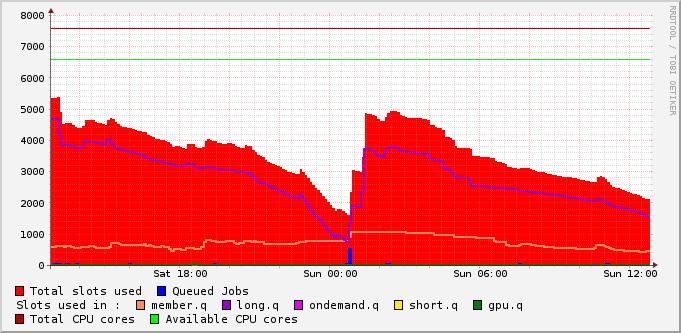 RRDTOOL / TOBI OETIKER
8000
7000
6000
5000
4000
3000
2000
1000
0
Sat 18:00 Sun 00:00 Sun 06:00 Sun 12:00
Total slots used Queued Jobs
Slots used in : member.q long.q ondemand.q short.q gpu.q
Total CPU cores Available CPU cores